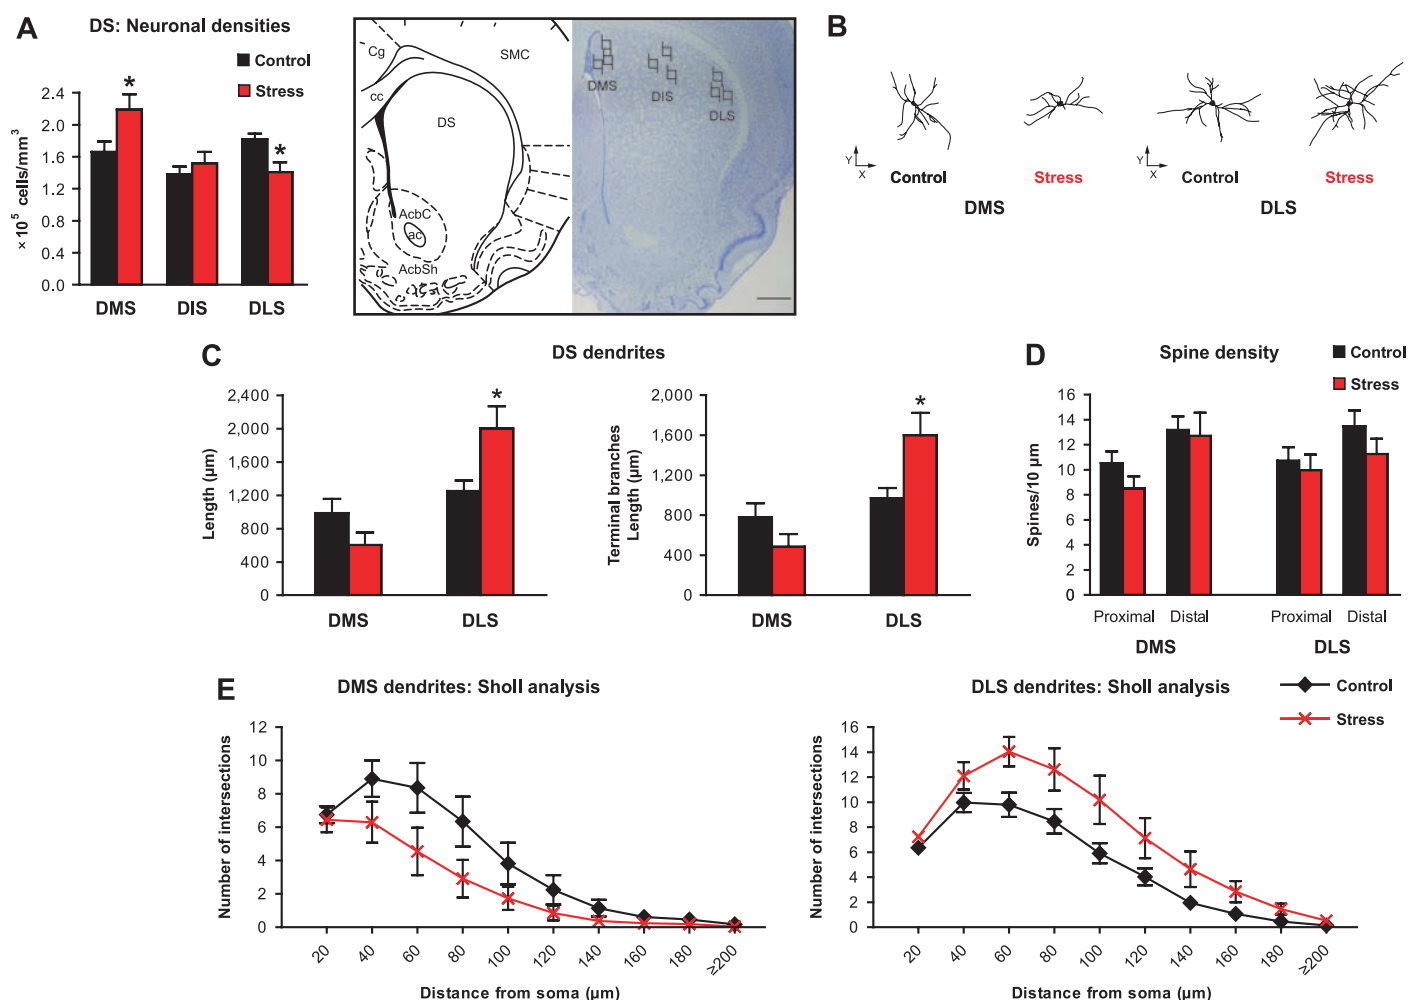 A
DS: Neuronal densities
Control
Stress
× 10⁵ cells/mm³
2.4
2.0
1.6
1.2
0.8
0.4
0.0
*
*
DMS
DIS
DLS
Cg
SMC
cc
DS
AcbC
ac
AcbSh
DMS
DIS
DLS
B
Y
X
Control
Stress
DMS
Y
X
Control
Stress
DLS
C
DS dendrites
Length (µm)
2,400
2,000
1,600
1,200
800
400
0
*
DMS
DLS
Terminal branches
Length (µm)
2,000
1,600
1,200
800
400
0
*
DMS
DLS
D
Spine density
Control
Stress
Spines/10 µm
16
14
12
10
8
6
4
2
0
Proximal Distal
DMS
Proximal Distal
DLS
E
DMS dendrites: Sholl analysis
Number of intersections
12
10
8
6
4
2
0
20 40 60 80 100 120 140 160 180 ≥200
Distance from soma (µm)
DLS dendrites: Sholl analysis
Control
Stress
Number of intersections
16
14
12
10
8
6
4
2
0
20 40 60 80 100 120 140 160 180 ≥200
Distance from soma (µm)